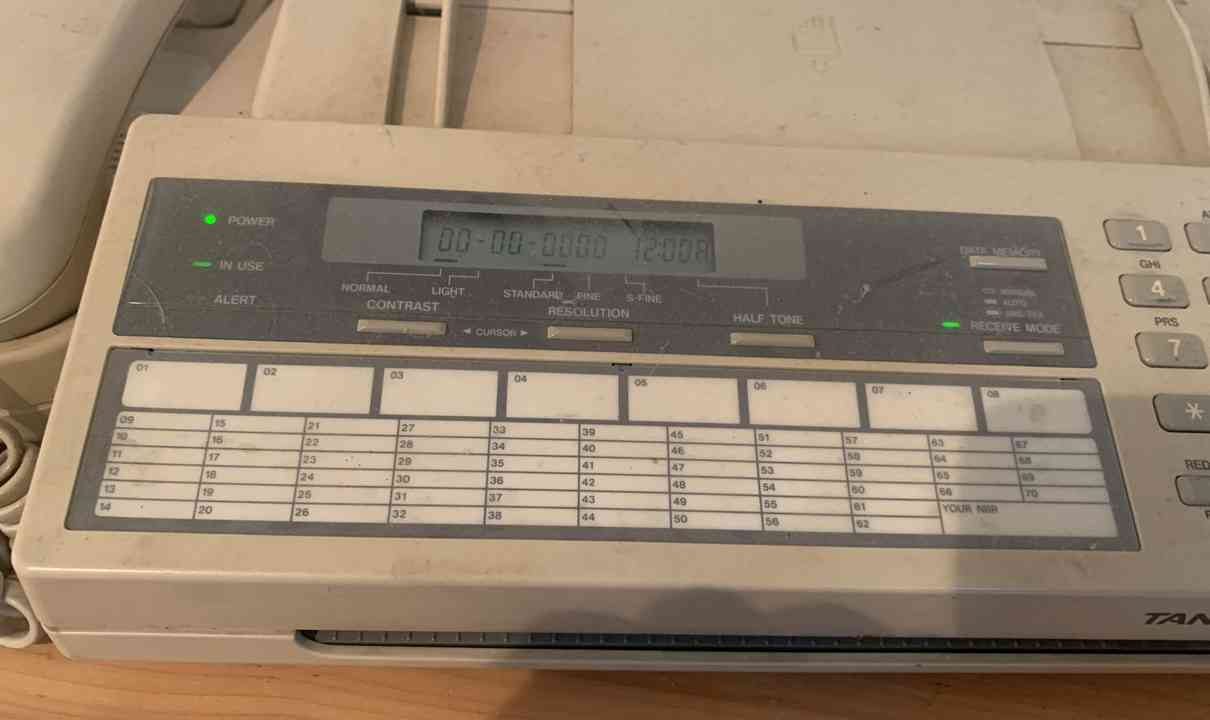 POWER
IN USE
ALERT
00-00-0000 12:00A
NORMAL LIGHT STANDARD FINE S-FINE
CONTRAST ◄ CURSOR ► RESOLUTION HALF TONE
DATA MEMORY
MANUAL
AUTO
RECEIVE MODE
1
GHI
4
PRS
7
*
RED
01 02 03 04 05 06 07 08
09 15 21 27 33 39 45 51 57 63 67
10 16 22 28 34 40 46 52 58 64 68
11 17 23 29 35 41 47 53 59 65 69
12 18 24 30 36 42 48 54 60 66 70
13 19 25 31 37 43 49 55 61 YOUR NBR
14 20 26 32 38 44 50 56 62
TAN